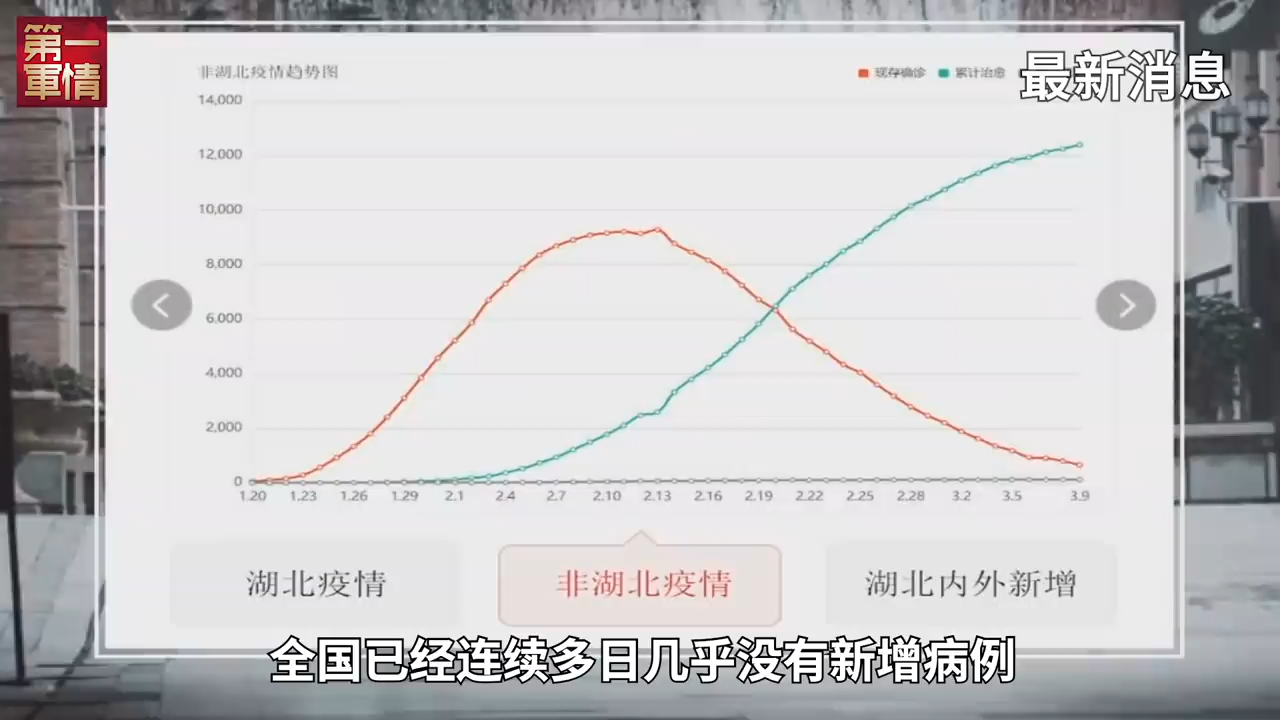 第一
軍情
最新消息
非湖北疫情趋势图
现存确诊 累计治愈
14,000
12,000
10,000
8,000
6,000
4,000
2,000
0
1.20 1.23 1.26 1.29 2.1 2.4 2.7 2.10 2.13 2.16 2.19 2.22 2.25 2.28 3.2 3.5 3.9
湖北疫情
非湖北疫情
湖北内外新增
全国已经连续多日几乎没有新增病例